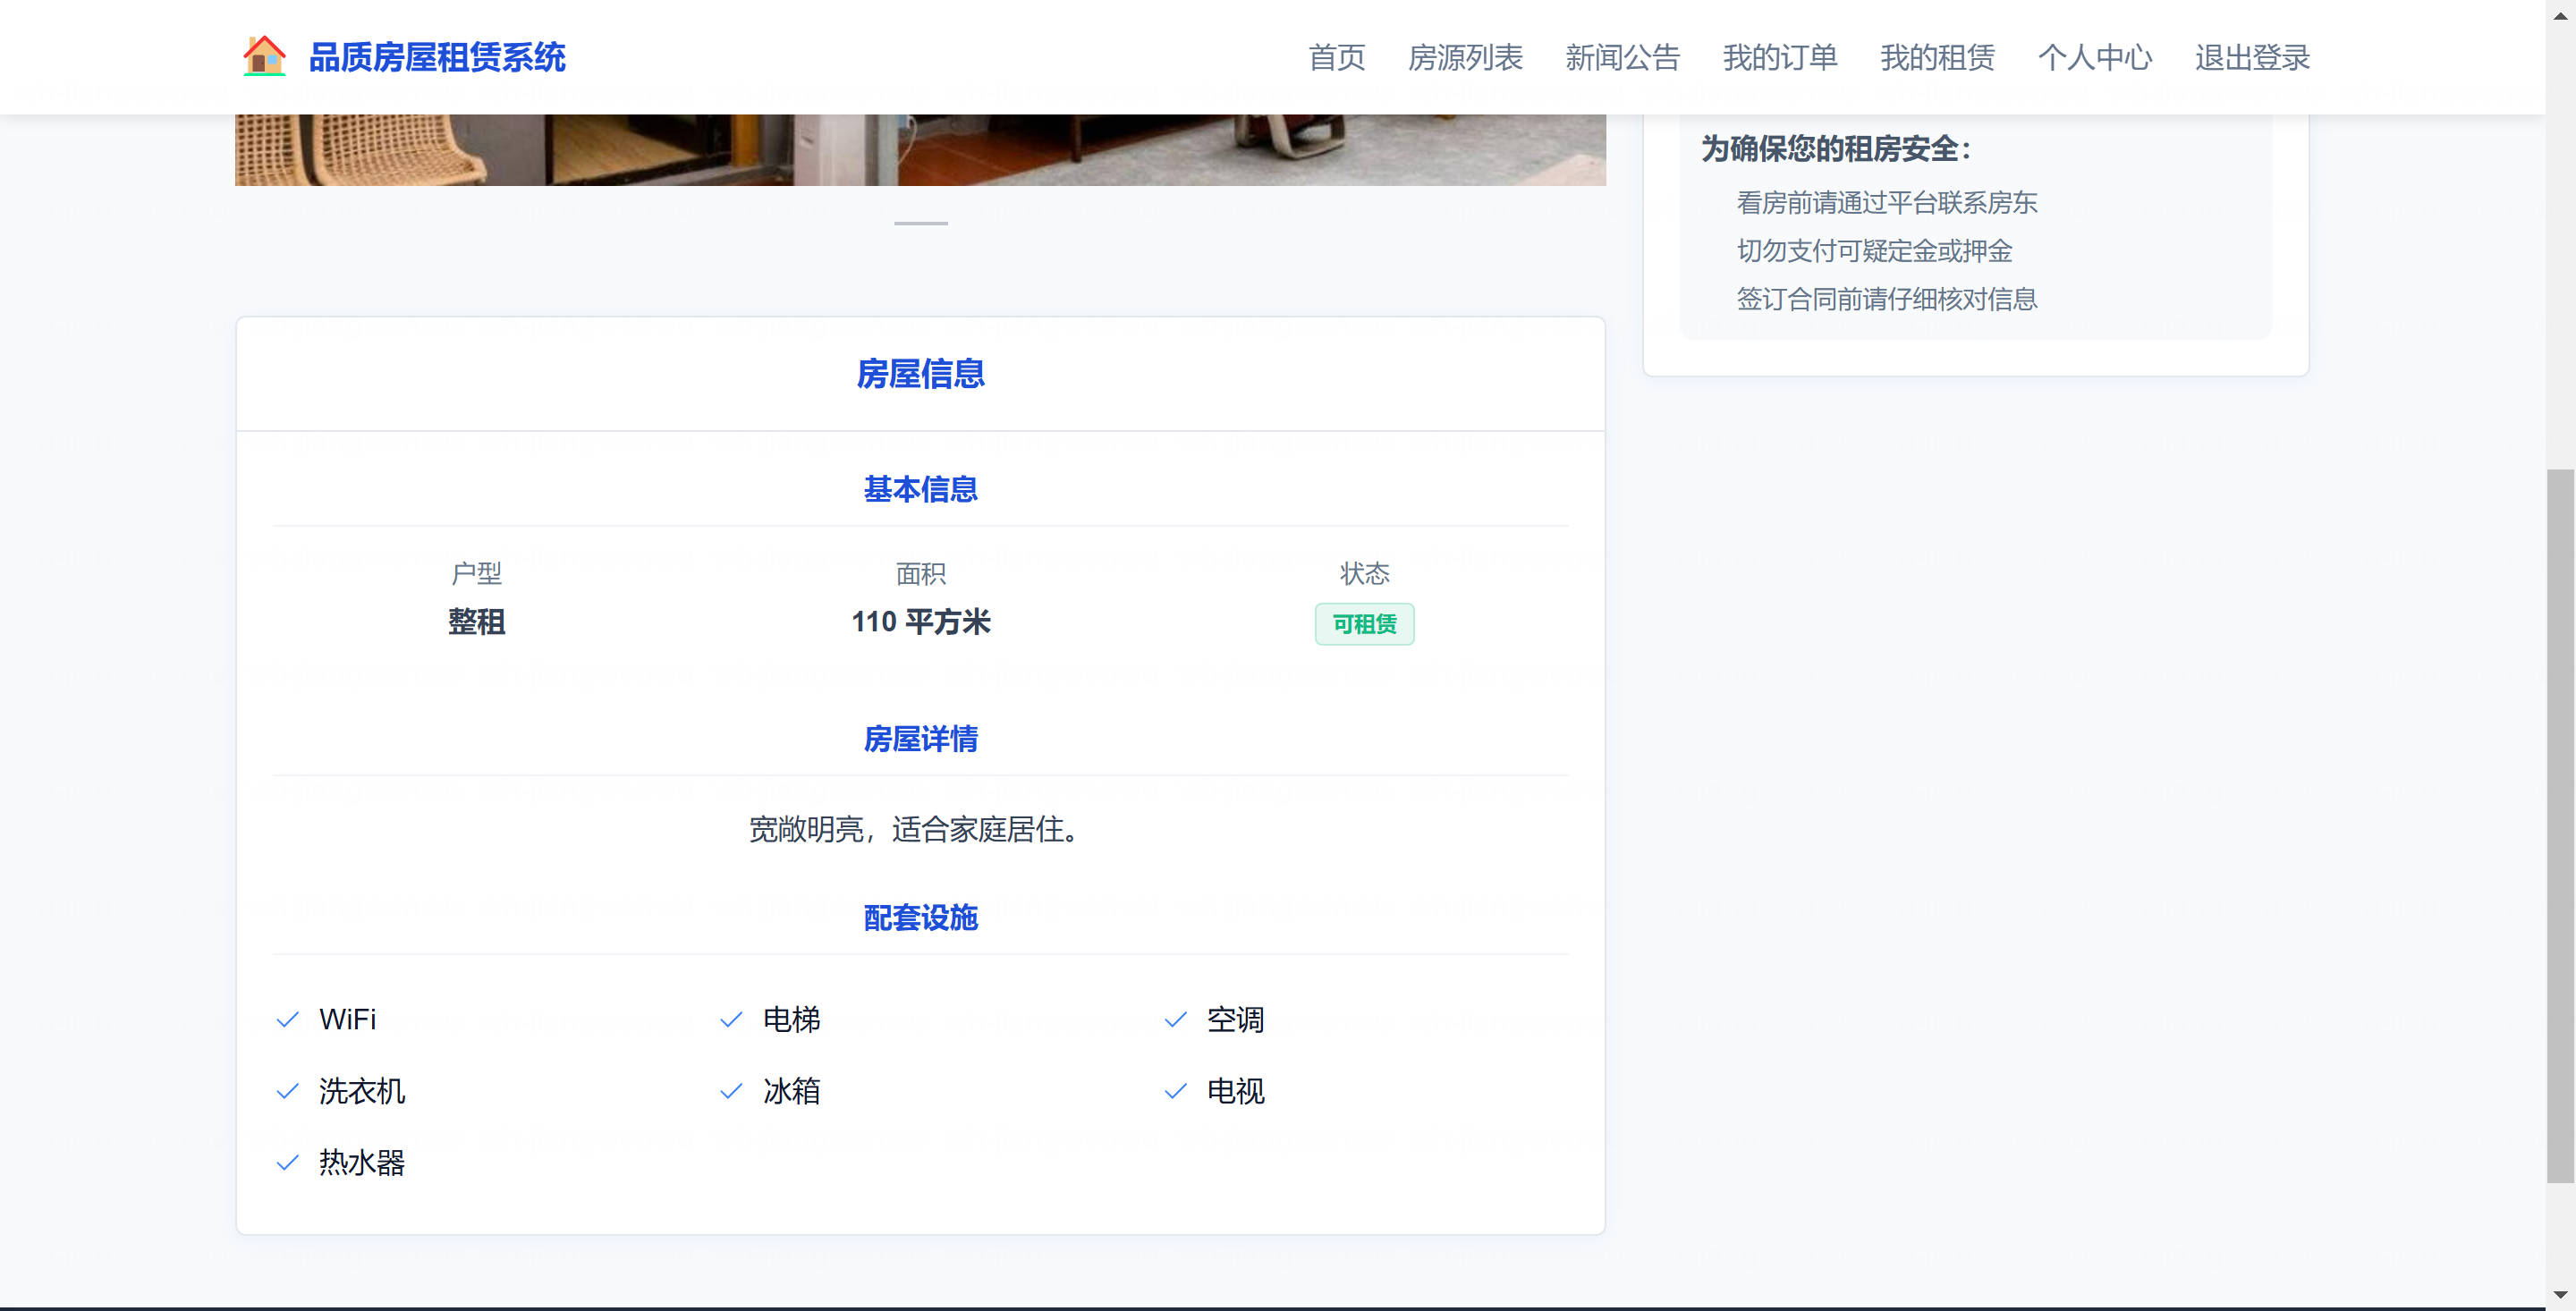 品质房屋租赁系统
首页 房源列表 新闻公告 我的订单 我的租赁 个人中心 退出登录
为确保您的租房安全：
看房前请通过平台联系房东
切勿支付可疑定金或押金
签订合同前请仔细核对信息
房屋信息
基本信息
户型 面积 状态
整租 110 平方米 可租赁
房屋详情
宽敞明亮，适合家庭居住。
配套设施
WiFi 电梯 空调
洗衣机 冰箱 电视
热水器